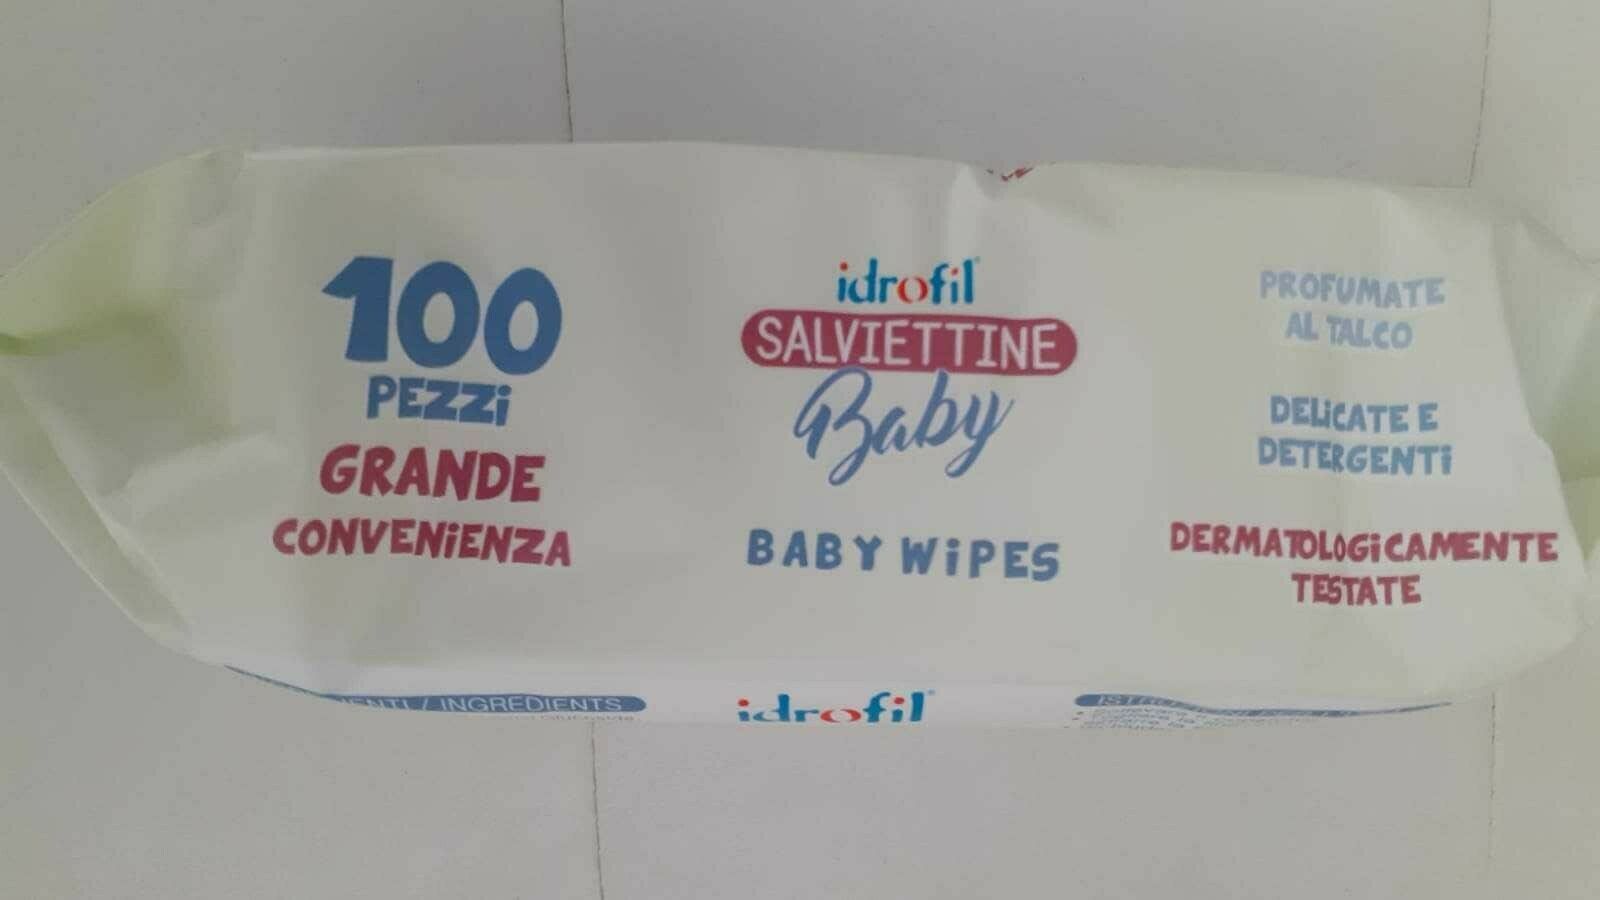 100
PEZZi
GRANDE
CONVENiENZA
idrofil
SALVIETTINE
Baby
BABY WiPES
PROFUMATE
AL TALCO
DELiCATE E
DETERGENTi
DERMATOLOGiCAMENTE
TESTATE
/ INGREDIENTS
idrofil